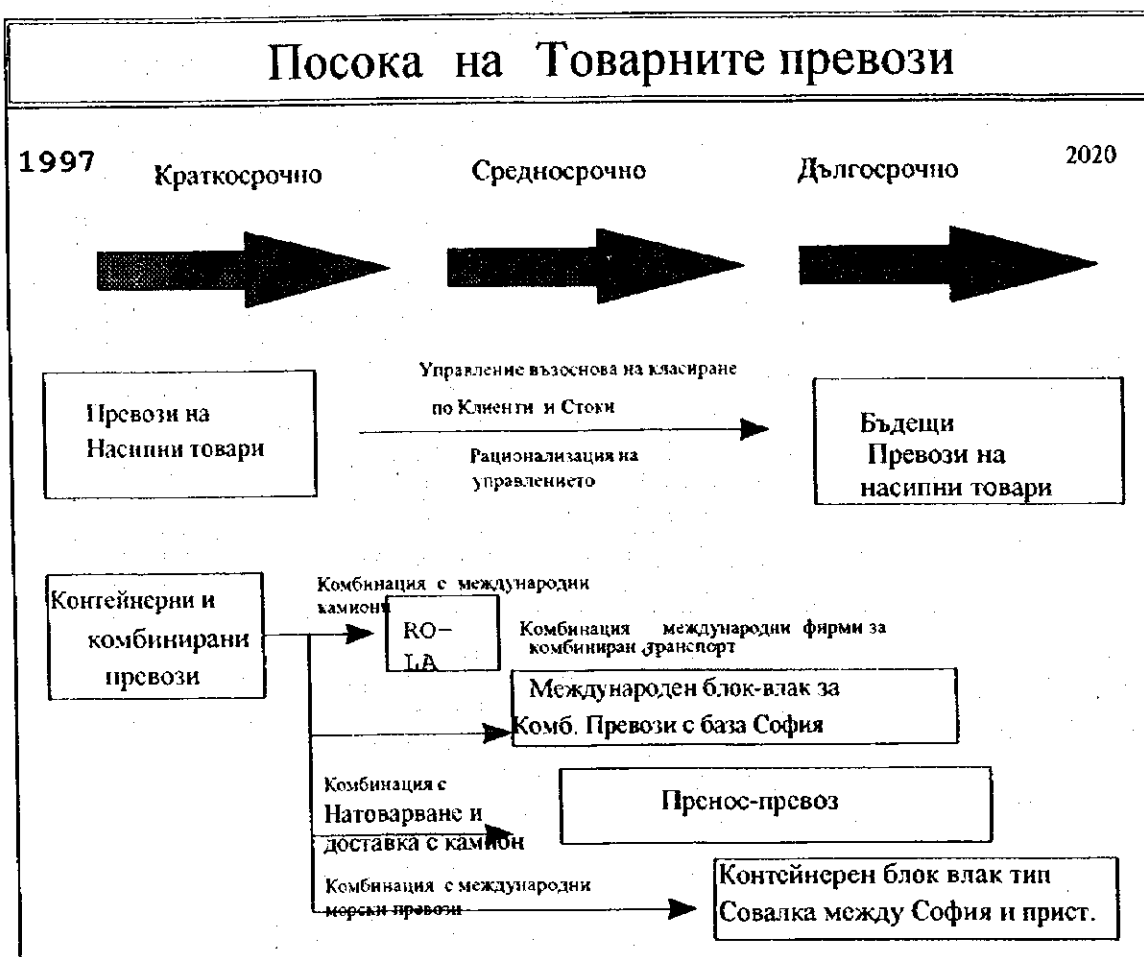 Посока на Товарните превози
1997
Краткосрочно
Средносрочно
Дългосрочно
2020
Превози на
Насипни товари
Управление възоснова на класиране
по Клиенти и Стоки
Рационализация на
управлението
Бъдещи
Превози на
насипни товари
Контейнерни и
комбинирани
превози
Комбинация с международни
камиони
RO-
LA
Комбинация международни фирми за
комбиниран транспорт
Международен блок-влак за
Комб. Превози с база София
Комбинация с
Натоварване и
доставка с камион
Пренос-превоз
Комбинация с международни
морски превози
Контейнерен блок влак тип
Совалка между София и прист.